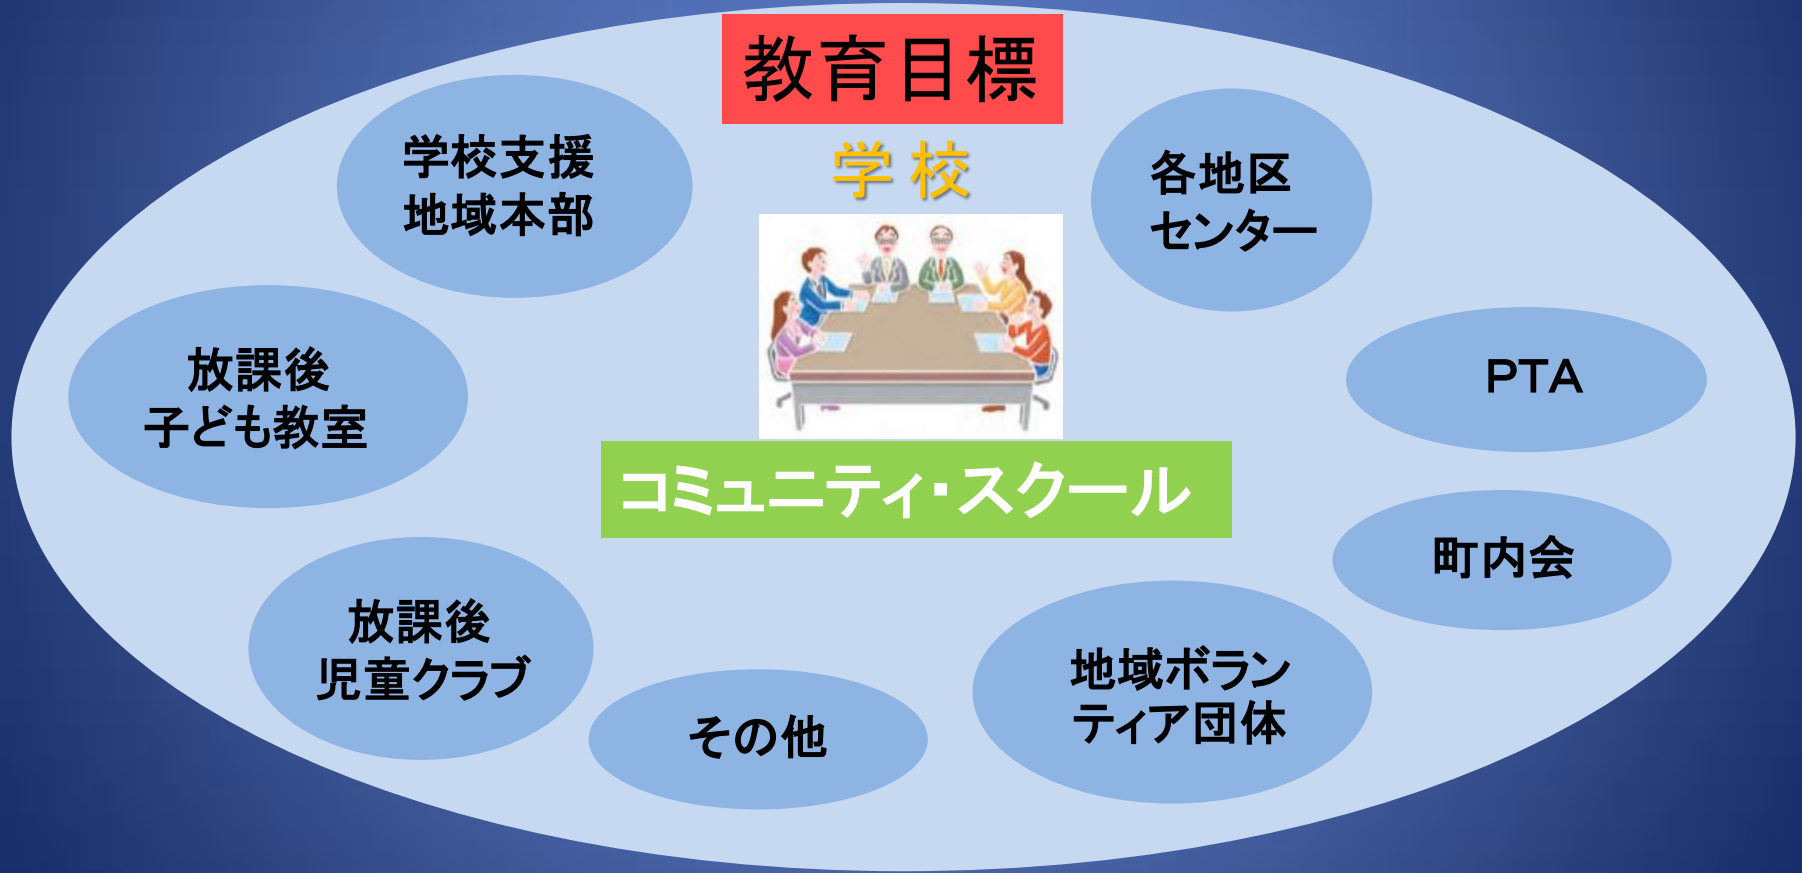 教育目標
学校
学校支援
地域本部
各地区
センター
放課後
子ども教室
PTA
コミュニティ・スクール
町内会
放課後
児童クラブ
地域ボラン
ティア団体
その他